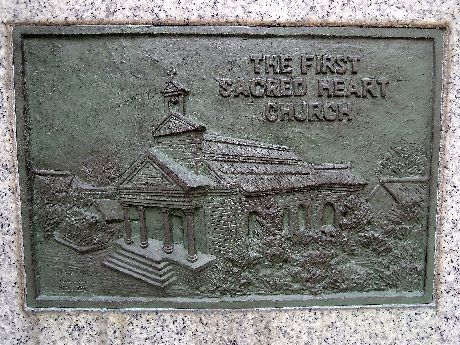 THE FIRST
SACRED HEART
CHURCH